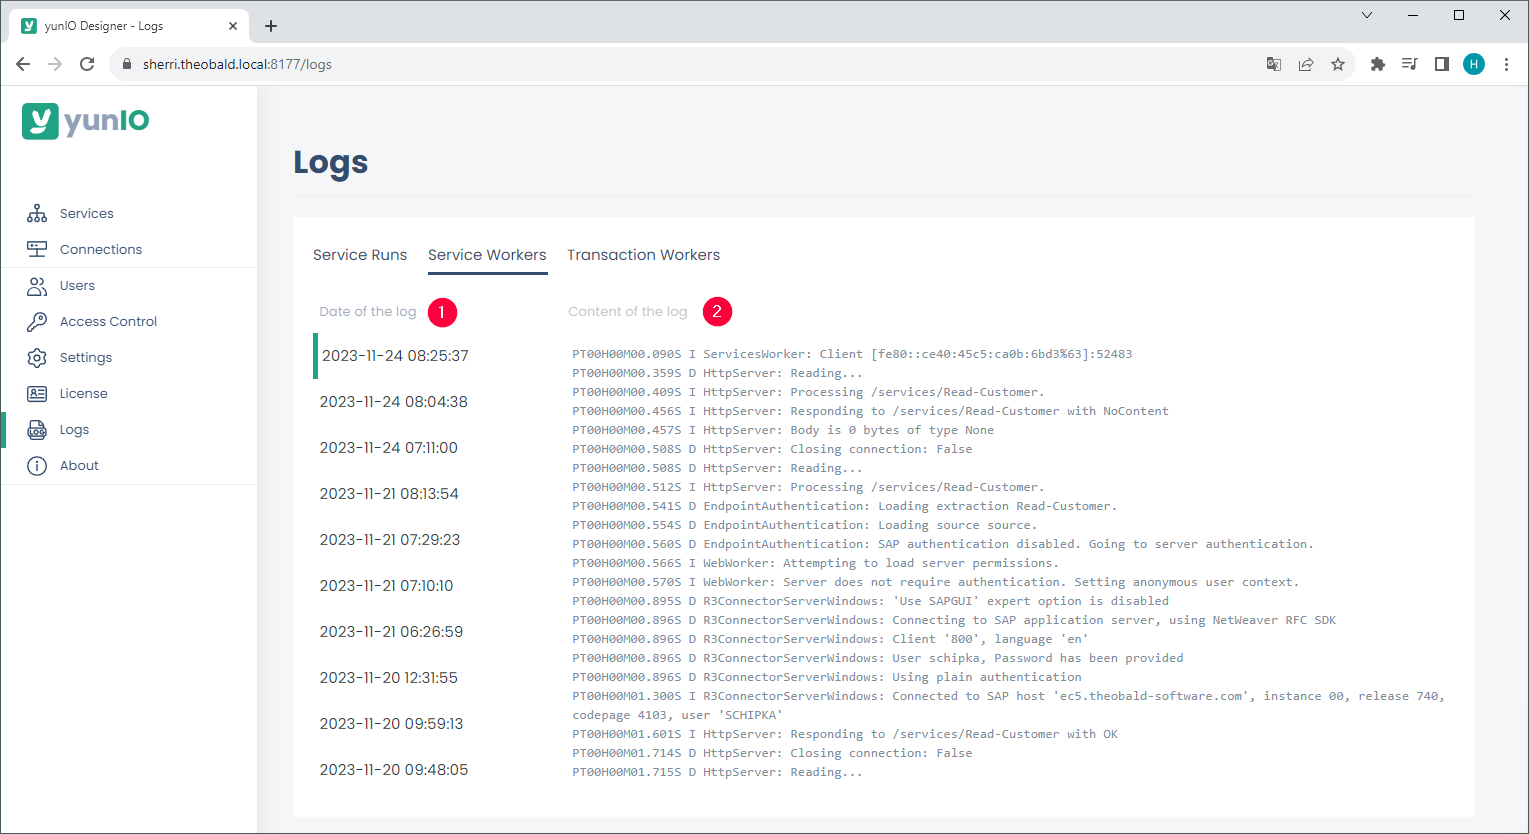 yunIO Designer - Logs
sherri.theobald.local:8177/logs
H
yunIO
Services
Connections
Users
Access Control
Settings
License
LOG
Logs
About
Logs
Service Runs
Service Workers
Transaction Workers
Date of the log 1
Content of the log 2
2023-11-24 08:25:37
2023-11-24 08:04:38
2023-11-24 07:11:00
2023-11-21 08:13:54
2023-11-21 07:29:23
2023-11-21 07:10:10
2023-11-21 06:26:59
2023-11-20 12:31:55
2023-11-20 09:59:13
2023-11-20 09:48:05
PT00H00M00.090S I ServicesWorker: Client [fe80::ce40:45c5:ca0b:6bd3%63]:52483
PT00H00M00.359S D HttpServer: Reading...
PT00H00M00.409S I HttpServer: Processing /services/Read-Customer.
PT00H00M00.456S I HttpServer: Responding to /services/Read-Customer with NoContent
PT00H00M00.457S I HttpServer: Body is 0 bytes of type None
PT00H00M00.508S D HttpServer: Closing connection: False
PT00H00M00.508S D HttpServer: Reading...
PT00H00M00.512S I HttpServer: Processing /services/Read-Customer.
PT00H00M00.541S D EndpointAuthentication: Loading extraction Read-Customer.
PT00H00M00.554S D EndpointAuthentication: Loading source source.
PT00H00M00.560S D EndpointAuthentication: SAP authentication disabled. Going to server authentication.
PT00H00M00.566S I WebWorker: Attempting to load server permissions.
PT00H00M00.570S I WebWorker: Server does not require authentication. Setting anonymous user context.
PT00H00M00.895S D R3ConnectorServerWindows: 'Use SAPGUI' expert option is disabled
PT00H00M00.896S D R3ConnectorServerWindows: Connecting to SAP application server, using NetWeaver RFC SDK
PT00H00M00.896S D R3ConnectorServerWindows: Client '800', language 'en'
PT00H00M00.896S D R3ConnectorServerWindows: User schipka, Password has been provided
PT00H00M00.896S D R3ConnectorServerWindows: Using plain authentication
PT00H00M01.300S I R3ConnectorServerWindows: Connected to SAP host 'ec5.theobald-software.com', instance 00, release 740,
codepage 4103, user 'SCHIPKA'
PT00H00M01.601S I HttpServer: Responding to /services/Read-Customer with OK
PT00H00M01.714S D HttpServer: Closing connection: False
PT00H00M01.715S D HttpServer: Reading...